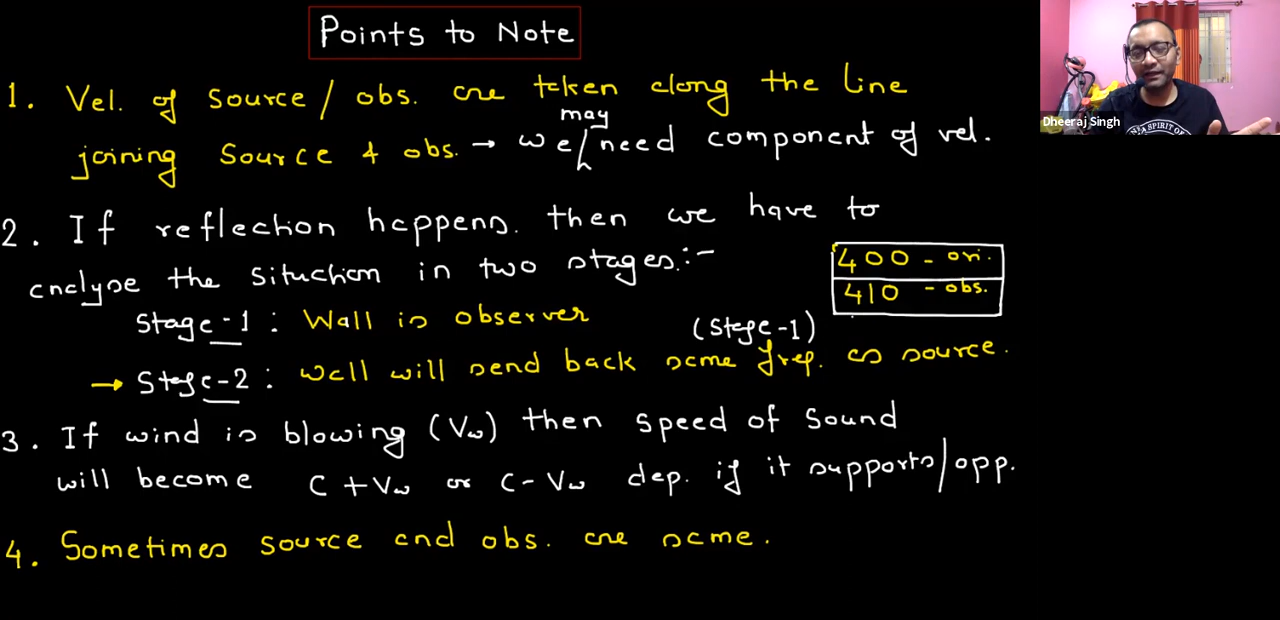 Points to Note
1. Vel. of source / obs. are taken along the line
joining source & obs. → we may need component of vel.
2. If reflection happens. then we have to
analyse the situation in two stages:-
400 - ori.
410 - obs.
Stage-1 : Wall is observer
(Stage-1)
→ Stage-2 : Wall will send back same freq. as source.
3. If wind is blowing (Vw) then speed of sound
will become C + Vw or C - Vw dep. if it supports/opp.
4. Sometimes source and obs. are same.
Dheeraj Singh
A SPIRIT OF